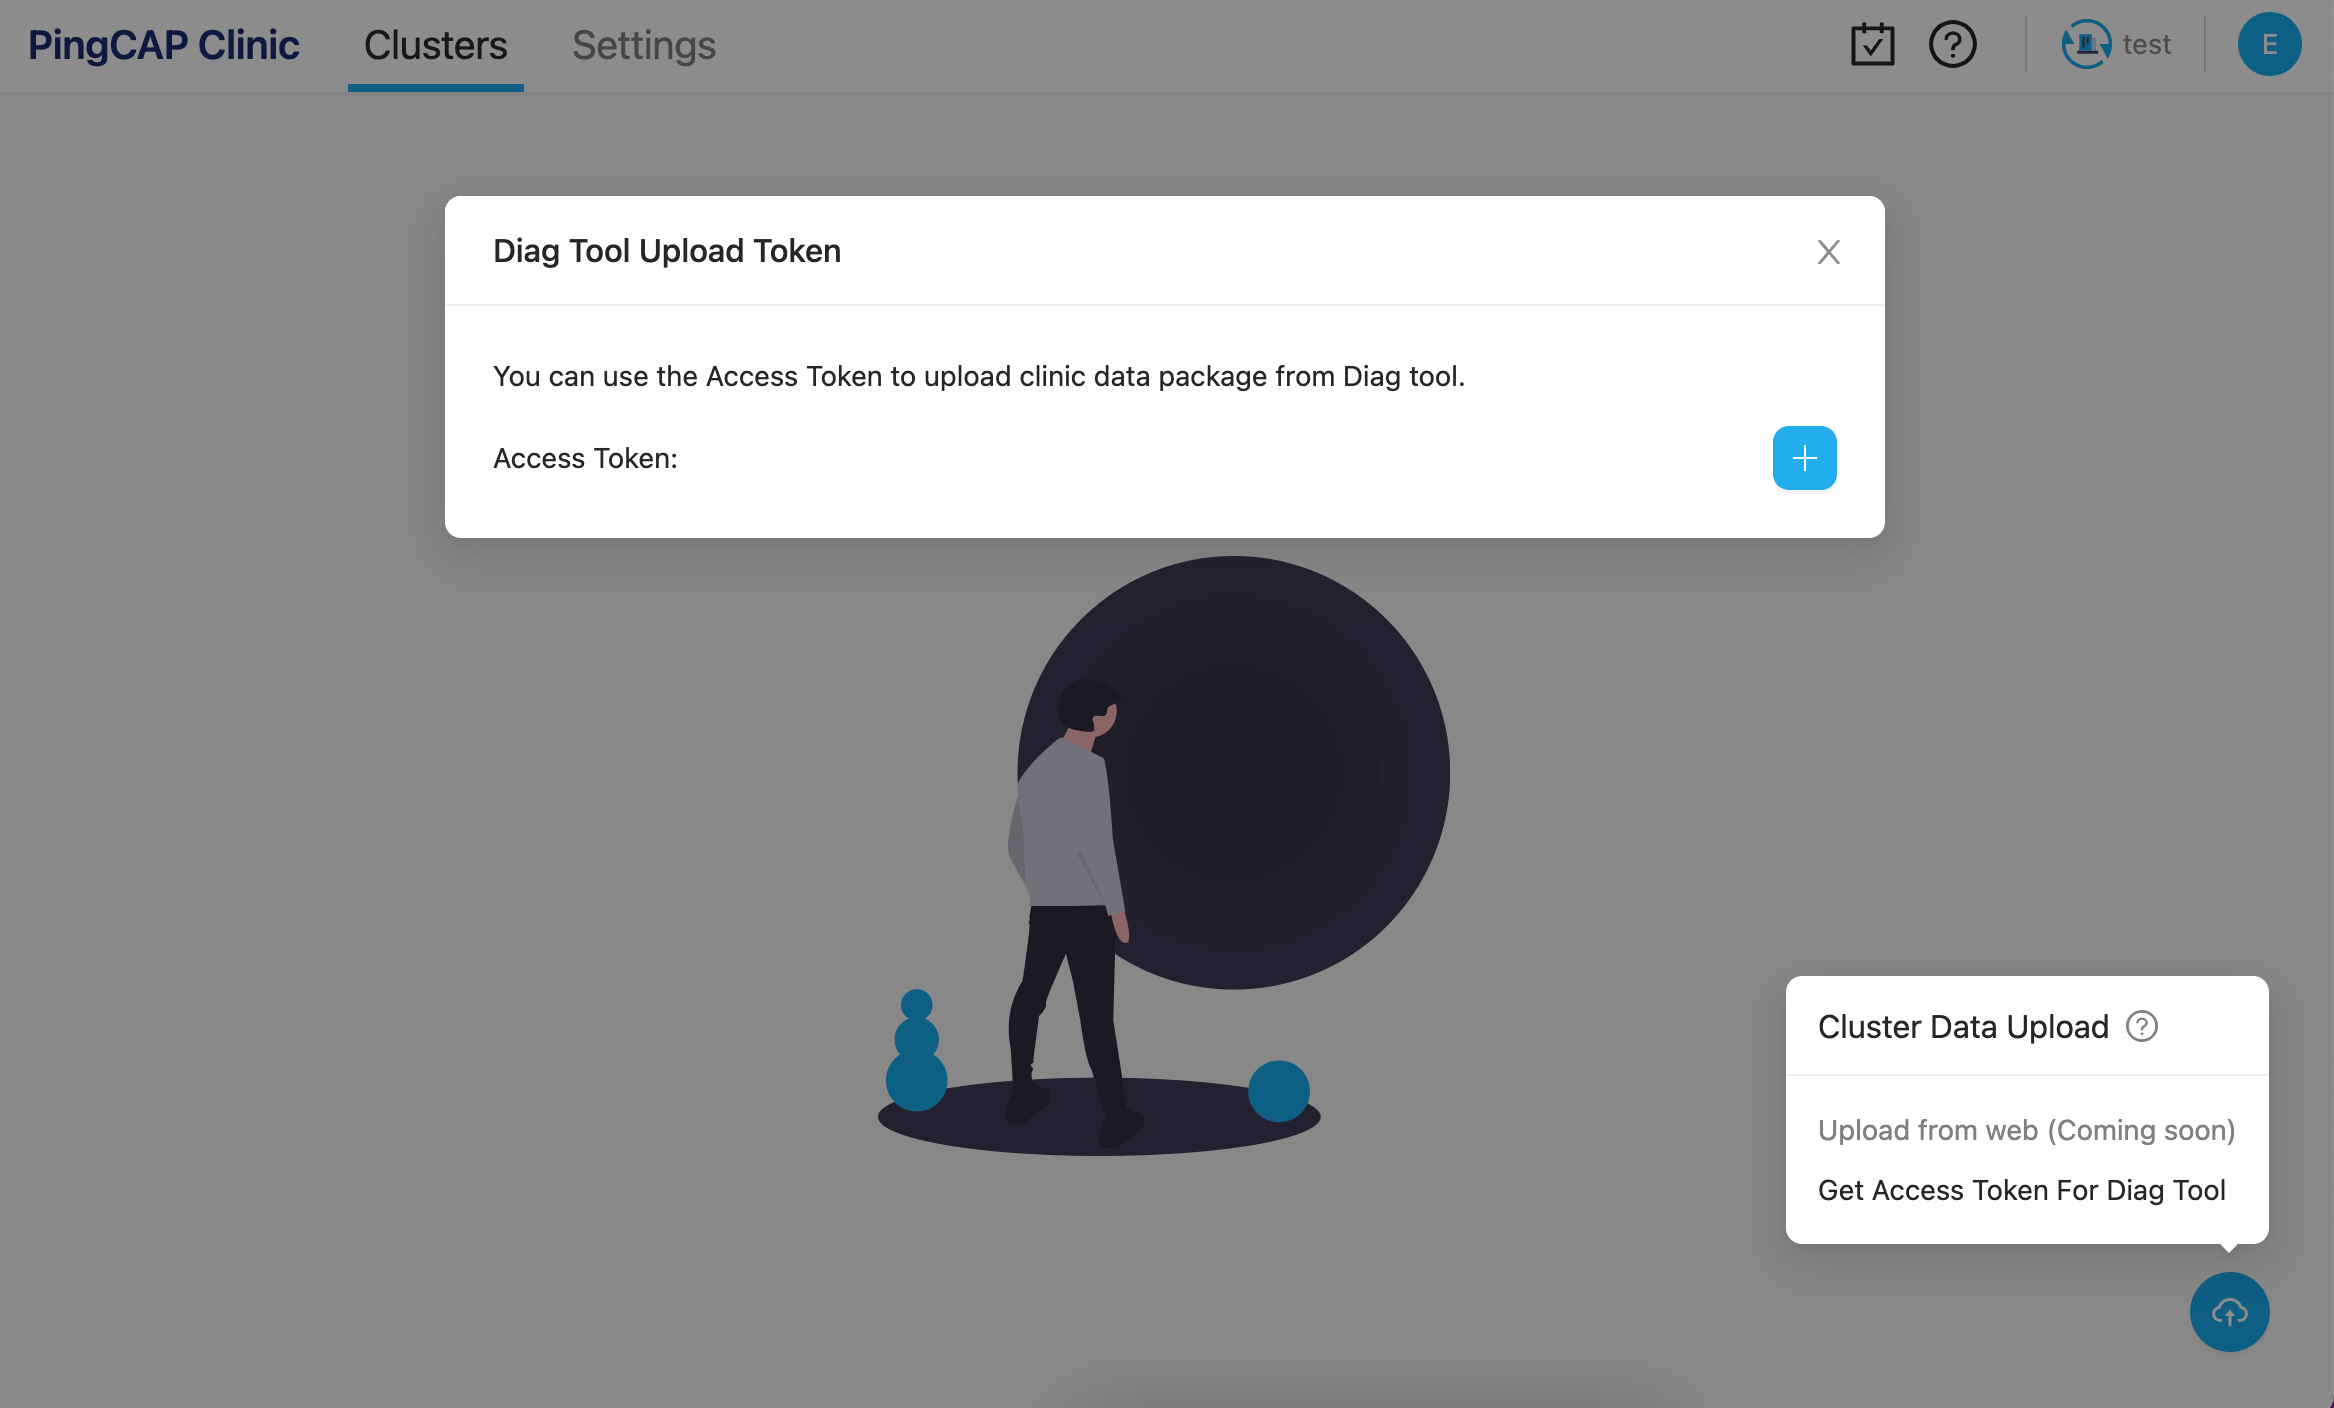 PingCAP Clinic Clusters Settings test E
Diag Tool Upload Token
You can use the Access Token to upload clinic data package from Diag tool.
Access Token:
Cluster Data Upload
Upload from web (Coming soon)
Get Access Token For Diag Tool